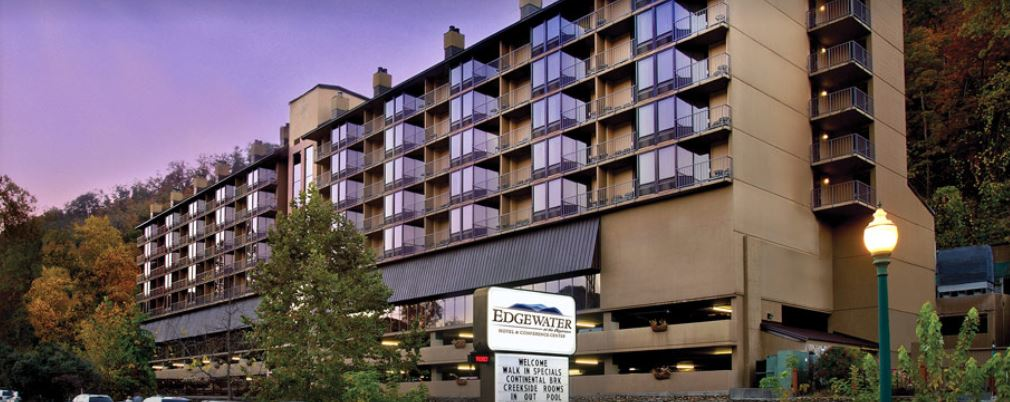 EDGEWATER
HOTEL & CONFERENCE CENTER
WELCOME
WALK IN SPECIALS
CONTINENTAL BRK
CREEKSIDE ROOMS
IN OUT POOL